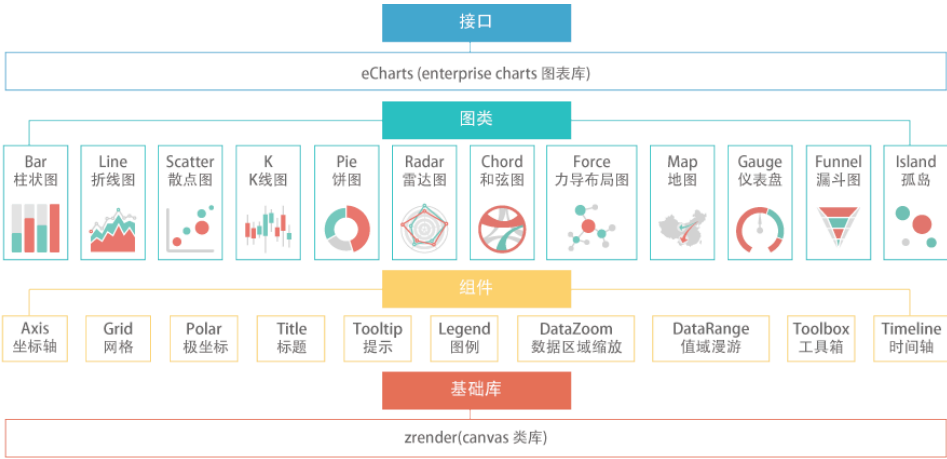 接口
eCharts (enterprise charts 图表库)
图类
Bar
柱状图
Line
折线图
Scatter
散点图
K
K线图
Pie
饼图
Radar
雷达图
Chord
和弦图
Force
力导布局图
Map
地图
Gauge
仪表盘
Funnel
漏斗图
Island
孤岛
组件
Axis
坐标轴
Grid
网格
Polar
极坐标
Title
标题
Tooltip
提示
Legend
图例
DataZoom
数据区域缩放
DataRange
值域漫游
Toolbox
工具箱
Timeline
时间轴
基础库
zrender(canvas 类库)